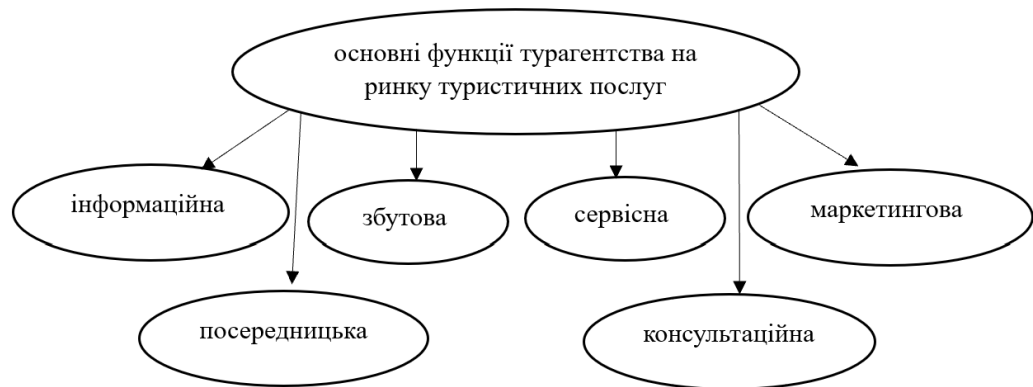 основні функції турагентства на
ринку туристичних послуг
інформаційна
збутова
сервісна
маркетингова
посередницька
консультаційна